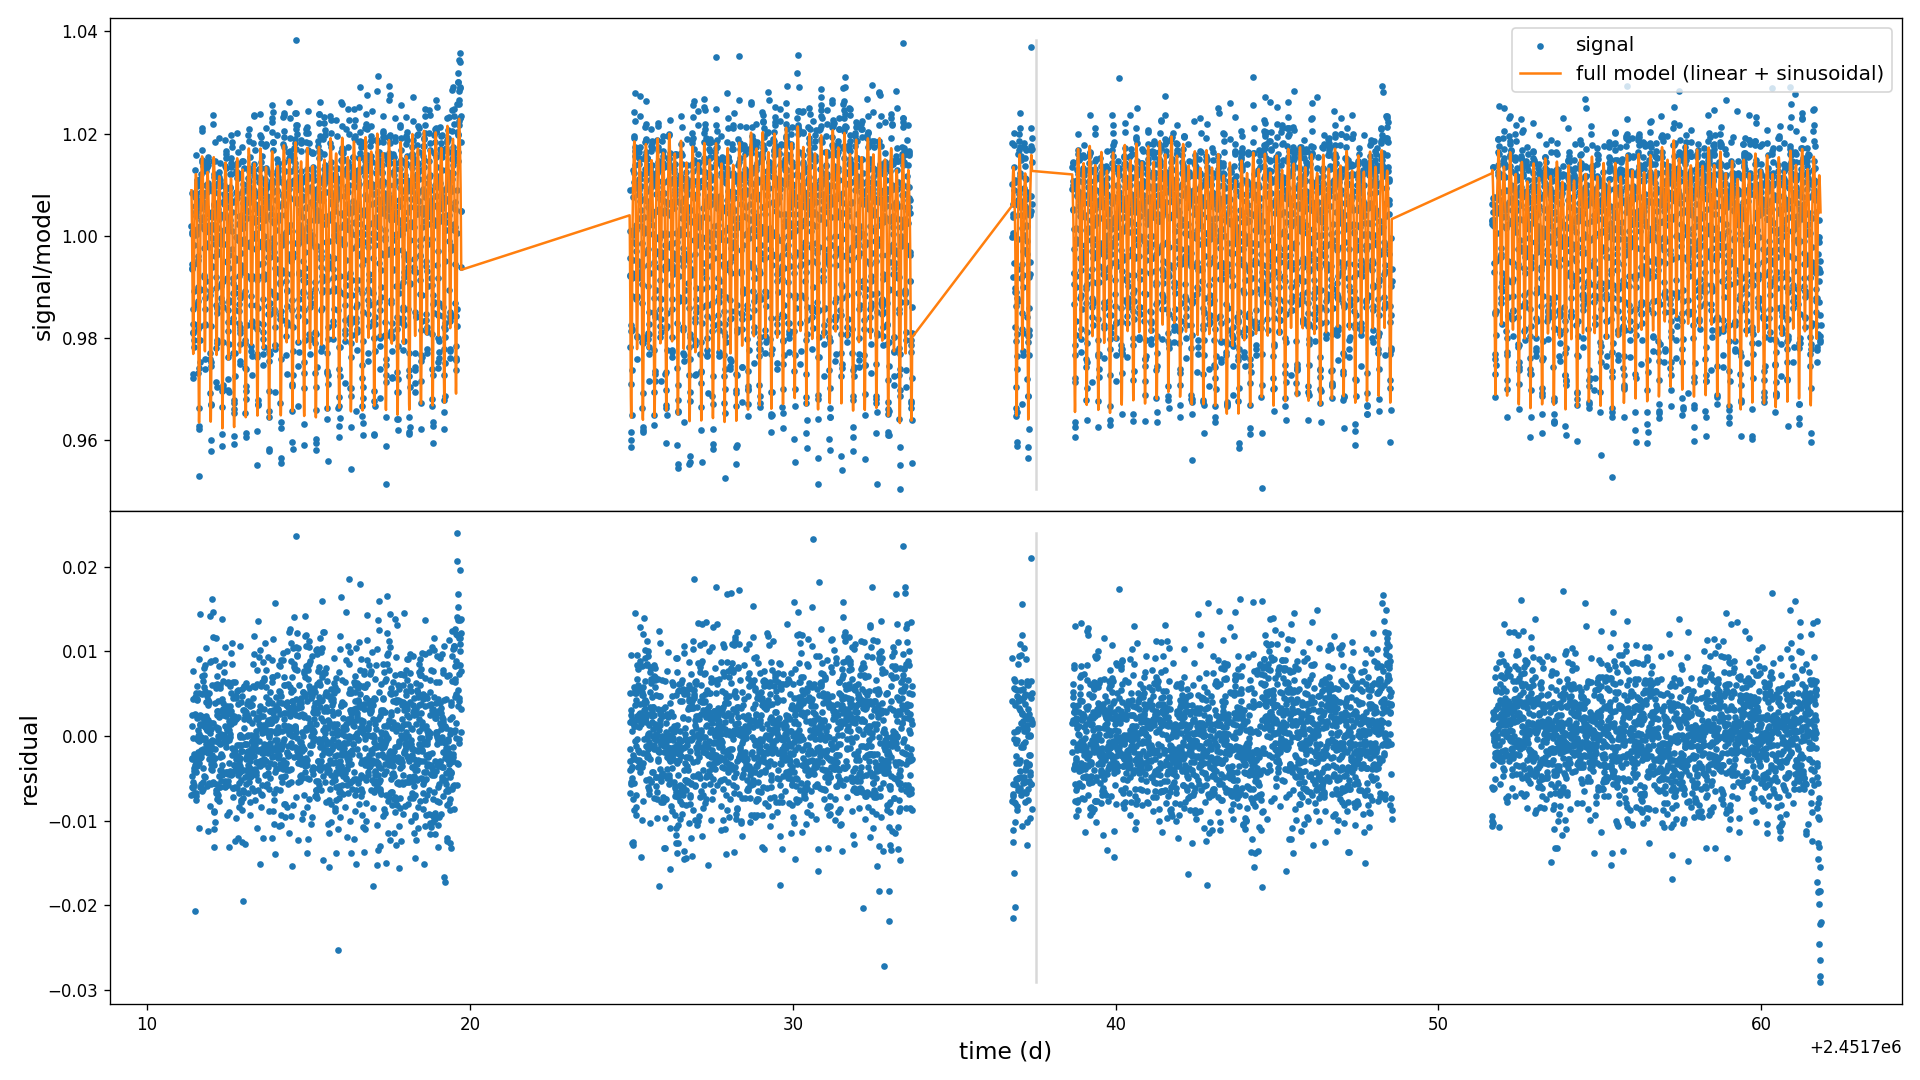 1.04
1.02
1.00
0.98
0.96
signal/model
signal
full model (linear + sinusoidal)
0.02
0.01
0.00
−0.01
−0.02
−0.03
residual
10 20 30 40 50 60
time (d)
+2.4517e6